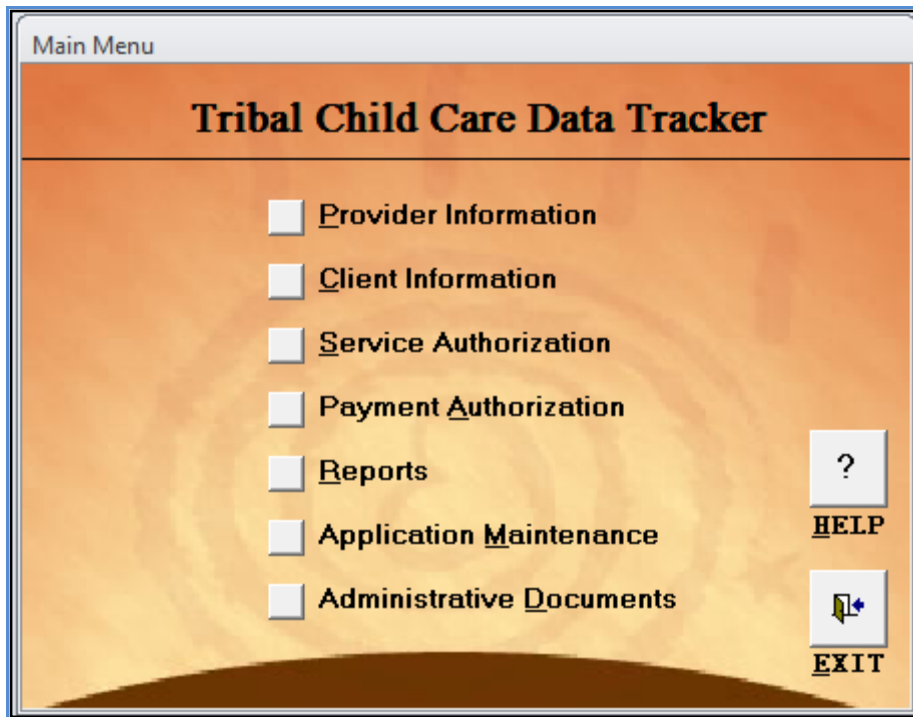 Main Menu
Tribal Child Care Data Tracker
Provider Information
Client Information
Service Authorization
Payment Authorization
Reports
?
HELP
Application Maintenance
Administrative Documents
EXIT